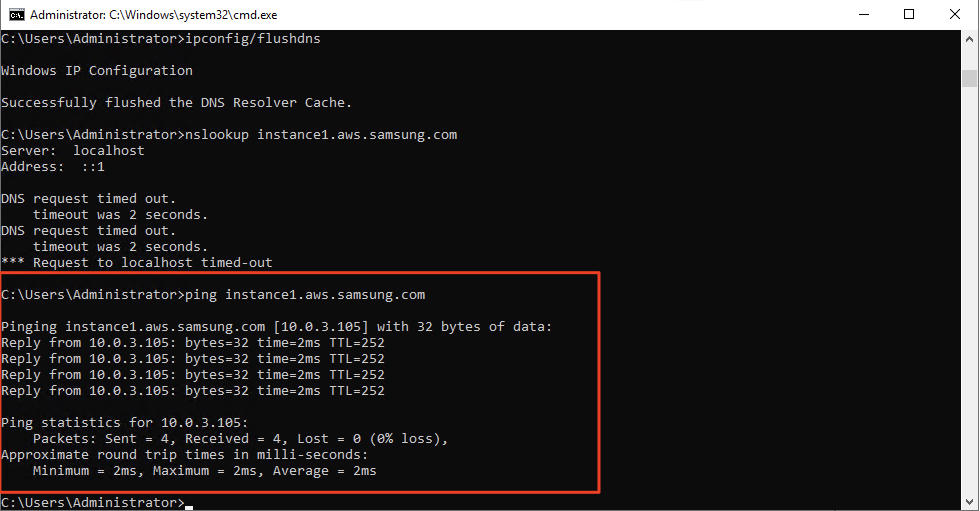 Administrator: C:\Windows\system32\cmd.exe
C:\Users\Administrator>ipconfig/flushdns
Windows IP Configuration
Successfully flushed the DNS Resolver Cache.
C:\Users\Administrator>nslookup instance1.aws.samsung.com
Server:  localhost
Address:  ::1
DNS request timed out.
    timeout was 2 seconds.
DNS request timed out.
    timeout was 2 seconds.
*** Request to localhost timed-out
C:\Users\Administrator>ping instance1.aws.samsung.com
Pinging instance1.aws.samsung.com [10.0.3.105] with 32 bytes of data:
Reply from 10.0.3.105: bytes=32 time=2ms TTL=252
Reply from 10.0.3.105: bytes=32 time=2ms TTL=252
Reply from 10.0.3.105: bytes=32 time=2ms TTL=252
Reply from 10.0.3.105: bytes=32 time=2ms TTL=252
Ping statistics for 10.0.3.105:
    Packets: Sent = 4, Received = 4, Lost = 0 (0% loss),
Approximate round trip times in milli-seconds:
    Minimum = 2ms, Maximum = 2ms, Average = 2ms
C:\Users\Administrator>